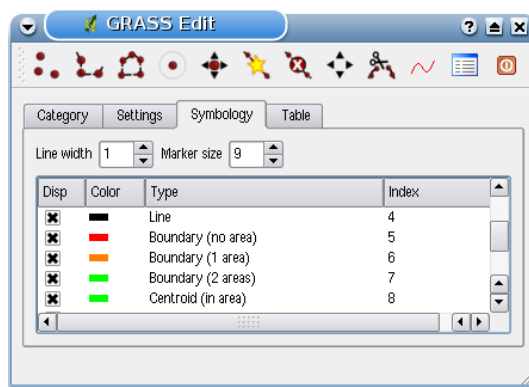 GRASS Edit
Category Settings Symbology Table
Line width 1 Marker size 9
Disp Color Type Index
Line 4
Boundary (no area) 5
Boundary (1 area) 6
Boundary (2 areas) 7
Centroid (in area) 8